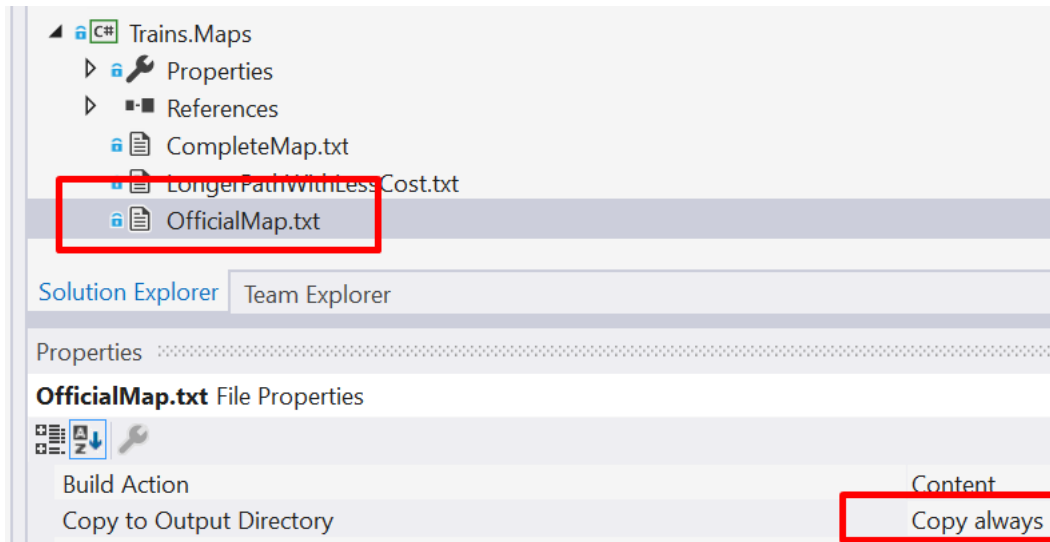 C# Trains.Maps
Properties
References
CompleteMap.txt
LongerPathWithLessCost.txt
OfficialMap.txt
Solution Explorer Team Explorer
Properties
OfficialMap.txt File Properties
A Z
Build Action Content
Copy to Output Directory Copy always